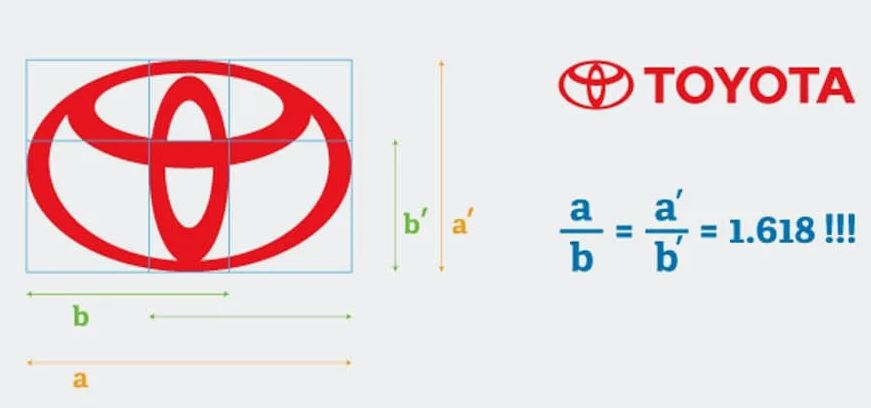 TOYOTA
b′ a′
a/b = a′/b′ = 1.618 !!!
b
a